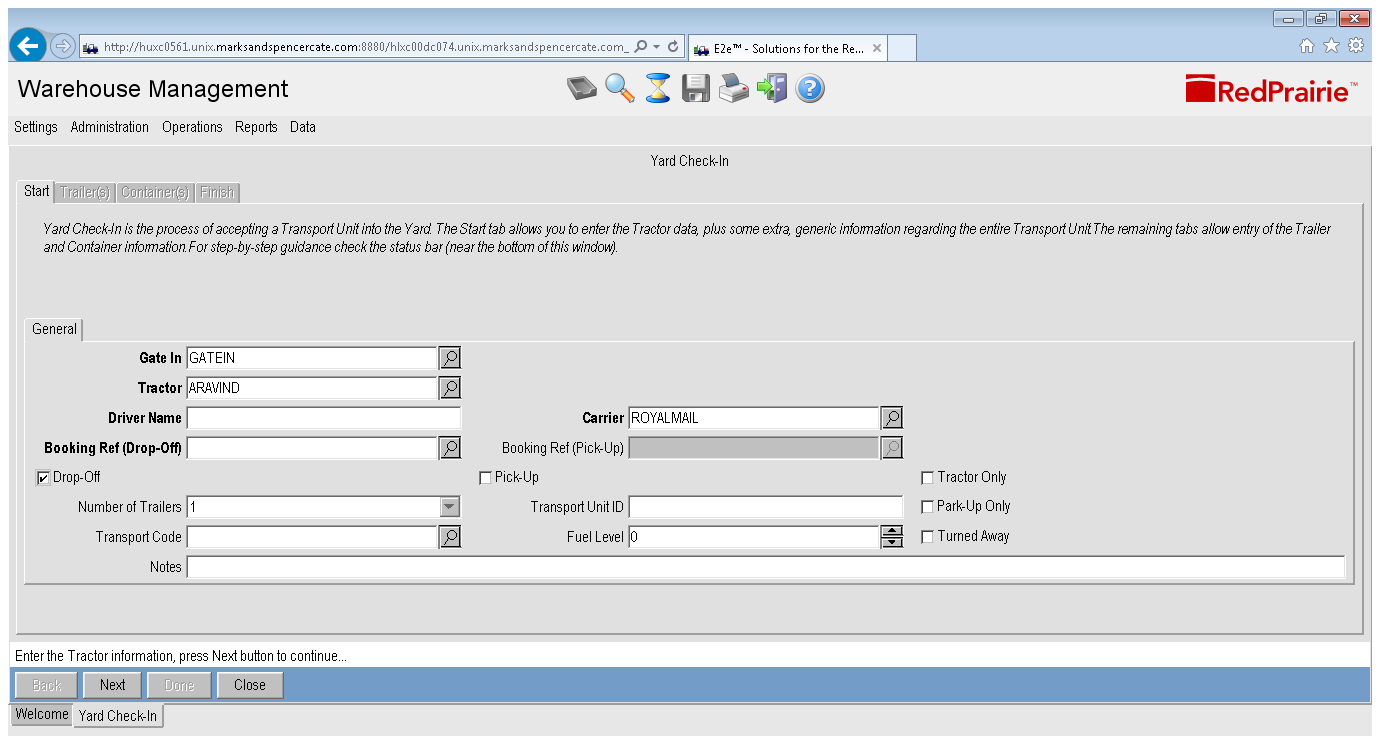 http://huxc0561.unix.marksandspencercate.com:8880/hlxc00dc074.unix.marksandspencercate.com_
E2e™ - Solutions for the Re...
Warehouse Management
RedPrairie™
Settings Administration Operations Reports Data
Yard Check-In
Start Trailer(s) Container(s) Finish
Yard Check-In is the process of accepting a Transport Unit into the Yard. The Start tab allows you to enter the Tractor data, plus some extra, generic information regarding the entire Transport Unit.The remaining tabs allow entry of the Trailer
and Container information.For step-by-step guidance check the status bar (near the bottom of this window).
General
Gate In GATEIN
Tractor ARAVIND
Driver Name Carrier ROYALMAIL
Booking Ref (Drop-Off) Booking Ref (Pick-Up)
Drop-Off Pick-Up Tractor Only
Number of Trailers 1 Transport Unit ID Park-Up Only
Transport Code Fuel Level 0 Turned Away
Notes
Enter the Tractor information, press Next button to continue...
Back Next Done Close
Welcome Yard Check-In